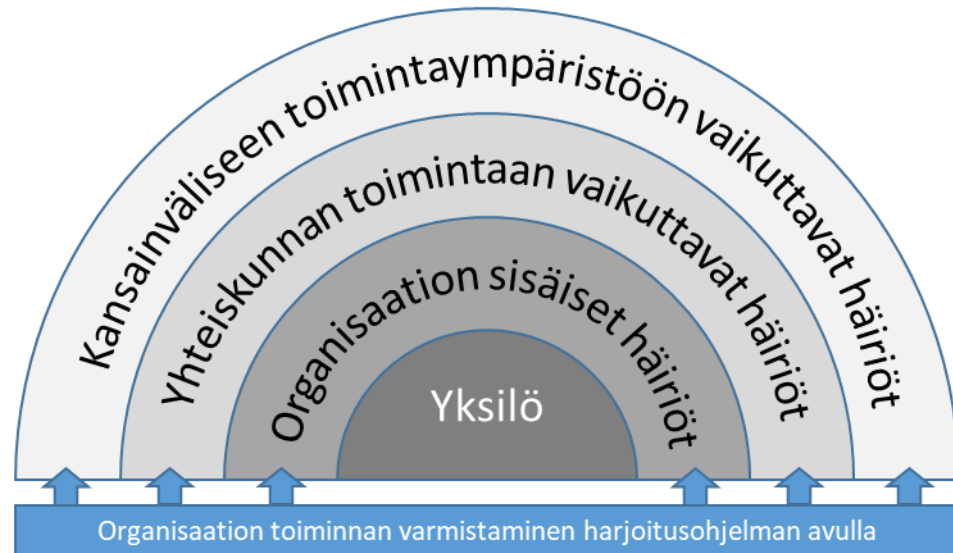 Kansainväliseen toimintaympäristöön vaikuttavat häiriöt
Yhteiskunnan toimintaan vaikuttavat häiriöt
Organisaation sisäiset häiriöt
Yksilö
Organisaation toiminnan varmistaminen harjoitusohjelman avulla